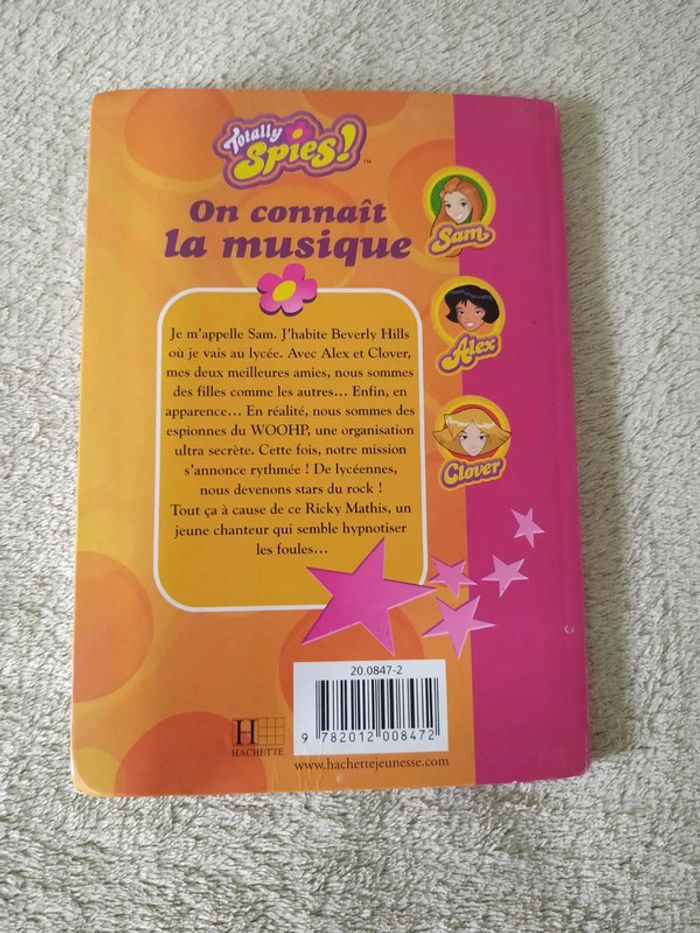 Totally
Spies!
TM
On connaît
la musique
Sam
Alex
Clover
Je m'appelle Sam. J'habite Beverly Hills
où je vais au lycée. Avec Alex et Clover,
mes deux meilleures amies, nous sommes
des filles comme les autres… Enfin, en
apparence… En réalité, nous sommes des
espionnes du WOOHP, une organisation
ultra secrète. Cette fois, notre mission
s'annonce rythmée ! De lycéennes,
nous devenons stars du rock !
Tout ça à cause de ce Ricky Mathis, un
jeune chanteur qui semble hypnotiser
les foules…
20.0847-2
9 782012 008472
H
HACHETTE
www.hachettejeunesse.com